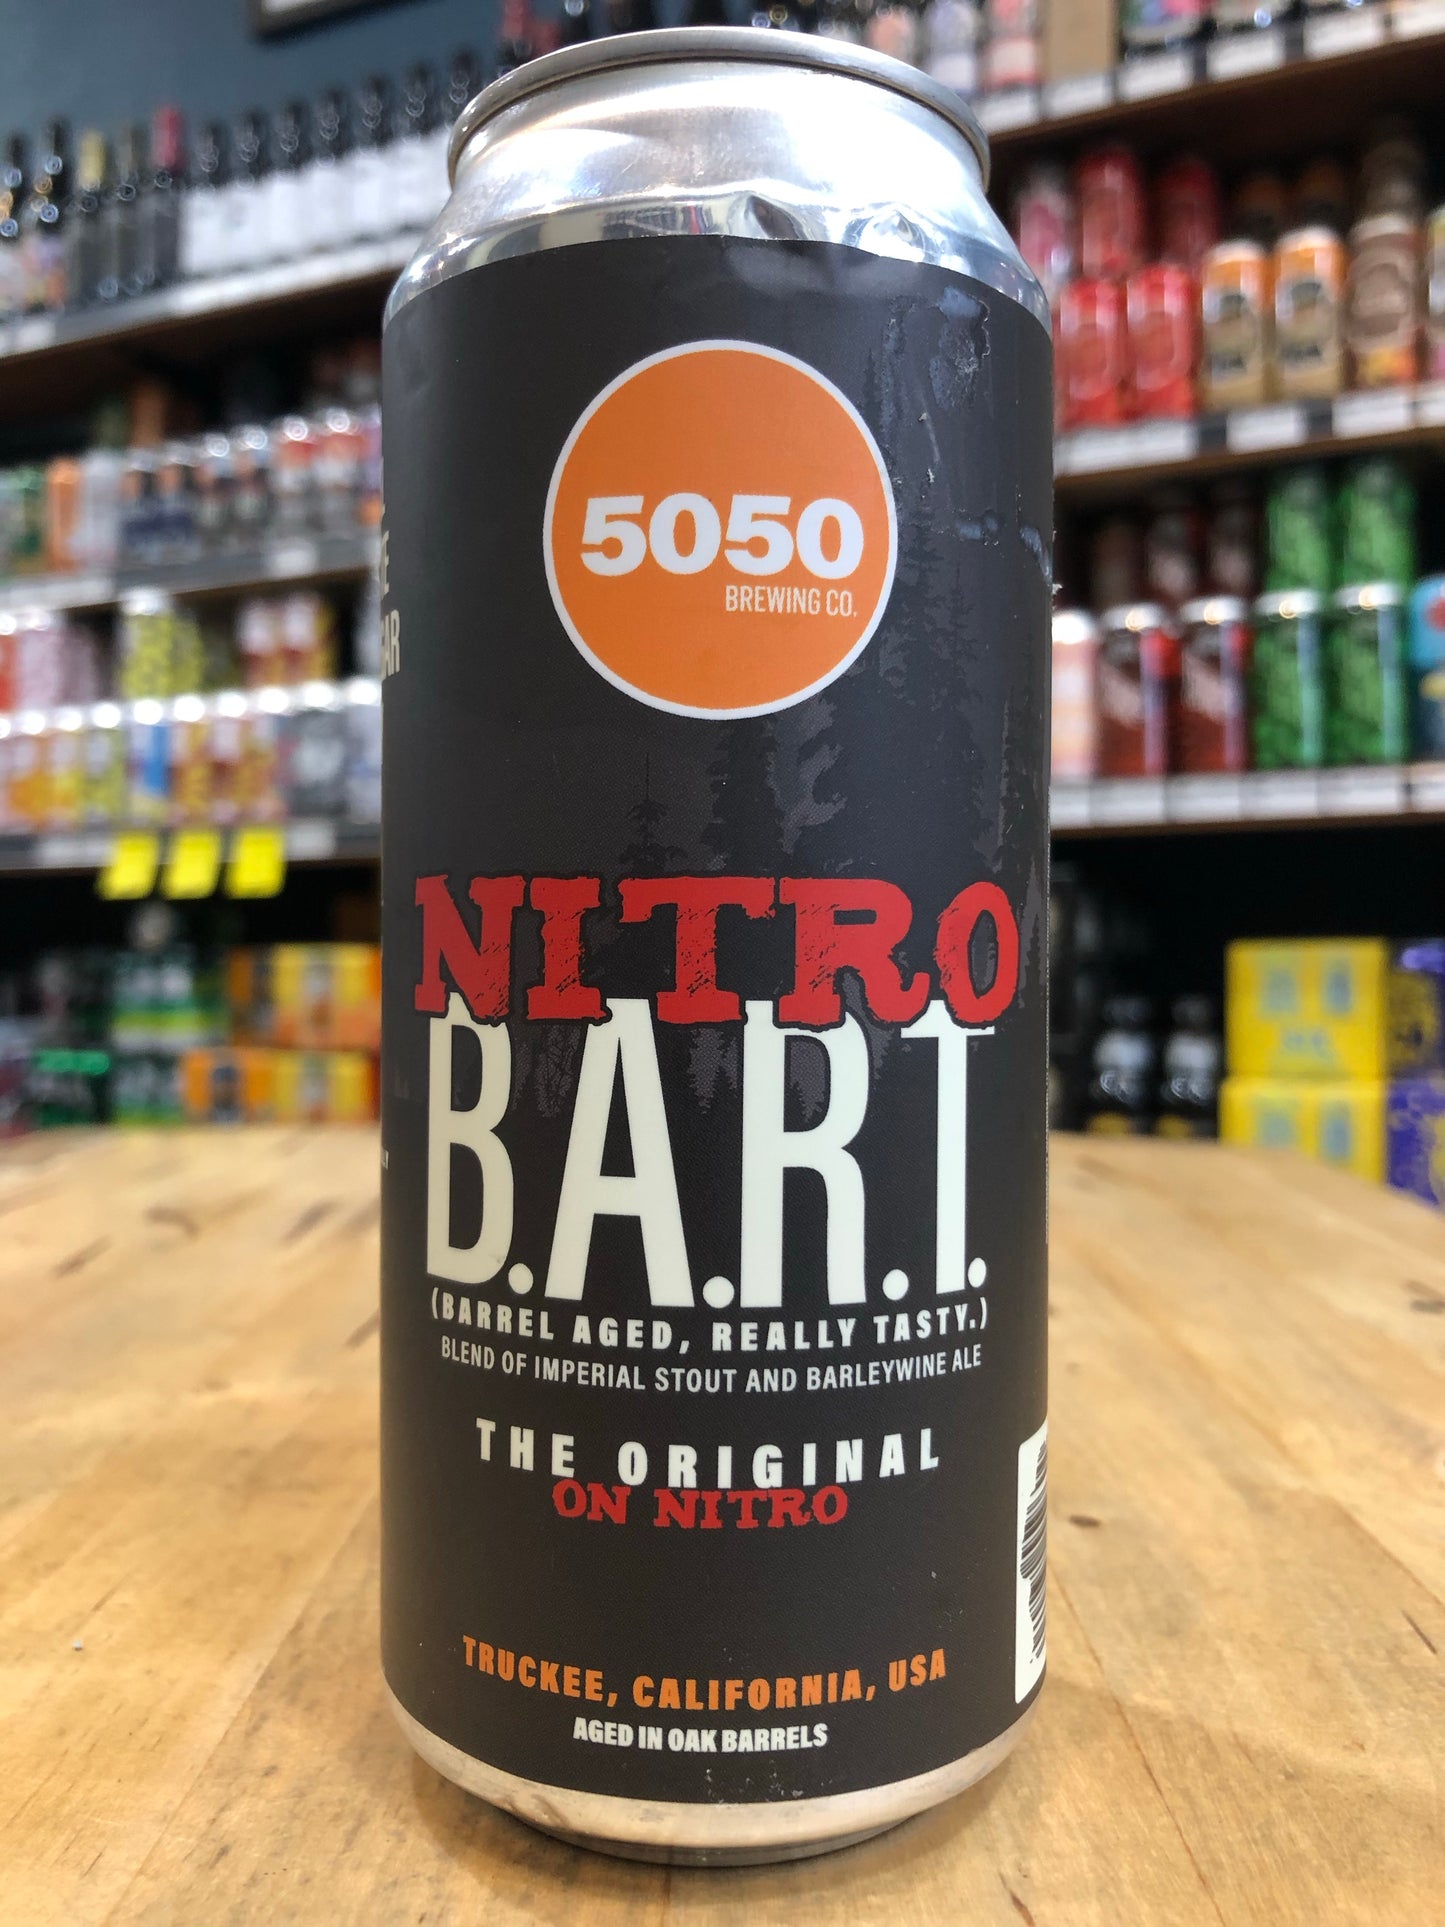 5050
BREWING CO.
NITRO
B.A.R.T.
(BARREL AGED, REALLY TASTY.)
BLEND OF IMPERIAL STOUT AND BARLEYWINE ALE
THE ORIGINAL
ON NITRO
TRUCKEE, CALIFORNIA, USA
AGED IN OAK BARRELS